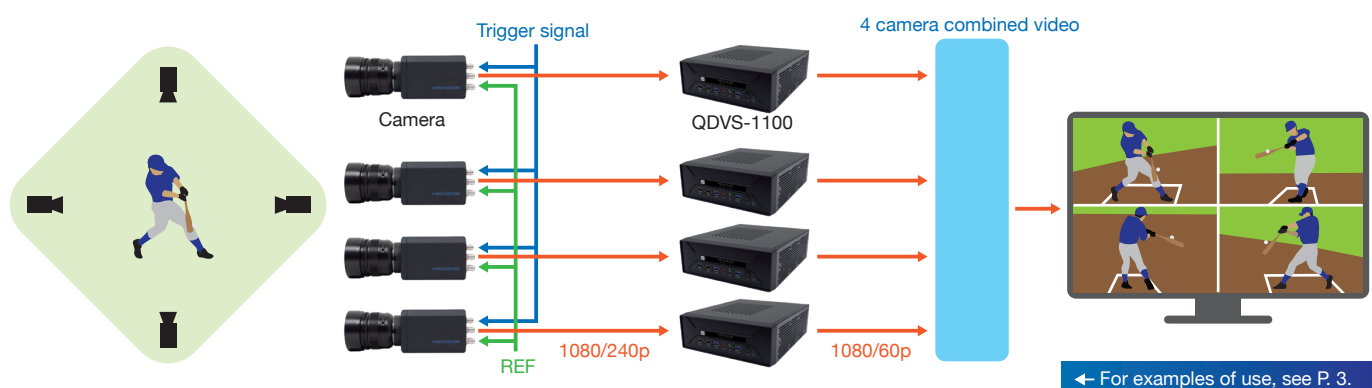 Trigger signal
4 camera combined video
Camera
QDVS-1100
1080/240p
1080/60p
REF
← For examples of use, see P. 3.